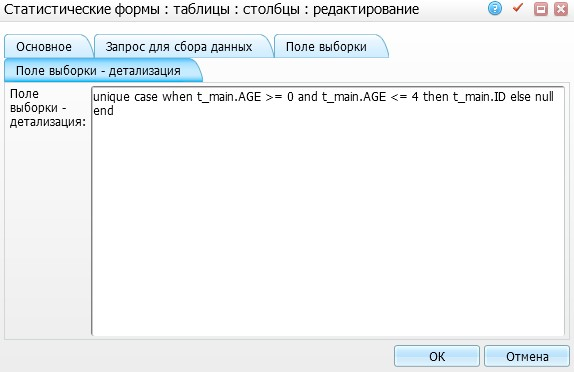 Статистические формы : таблицы : столбцы : редактирование
Основное
Запрос для сбора данных
Поле выборки
Поле выборки - детализация
Поле
выборки -
детализация:
unique case when t_main.AGE >= 0 and t_main.AGE <= 4 then t_main.ID else null
end
ОК
Отмена